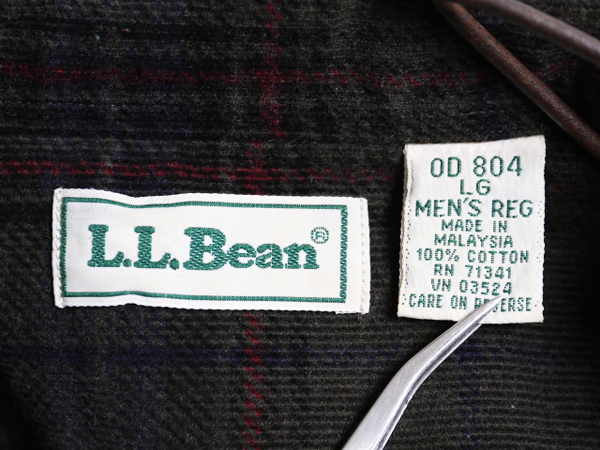 L.L.Bean®
OD 804
LG
MEN'S REG
MADE IN
MALAYSIA
100% COTTON
RN 71341
VN 03524
CARE ON REVERSE